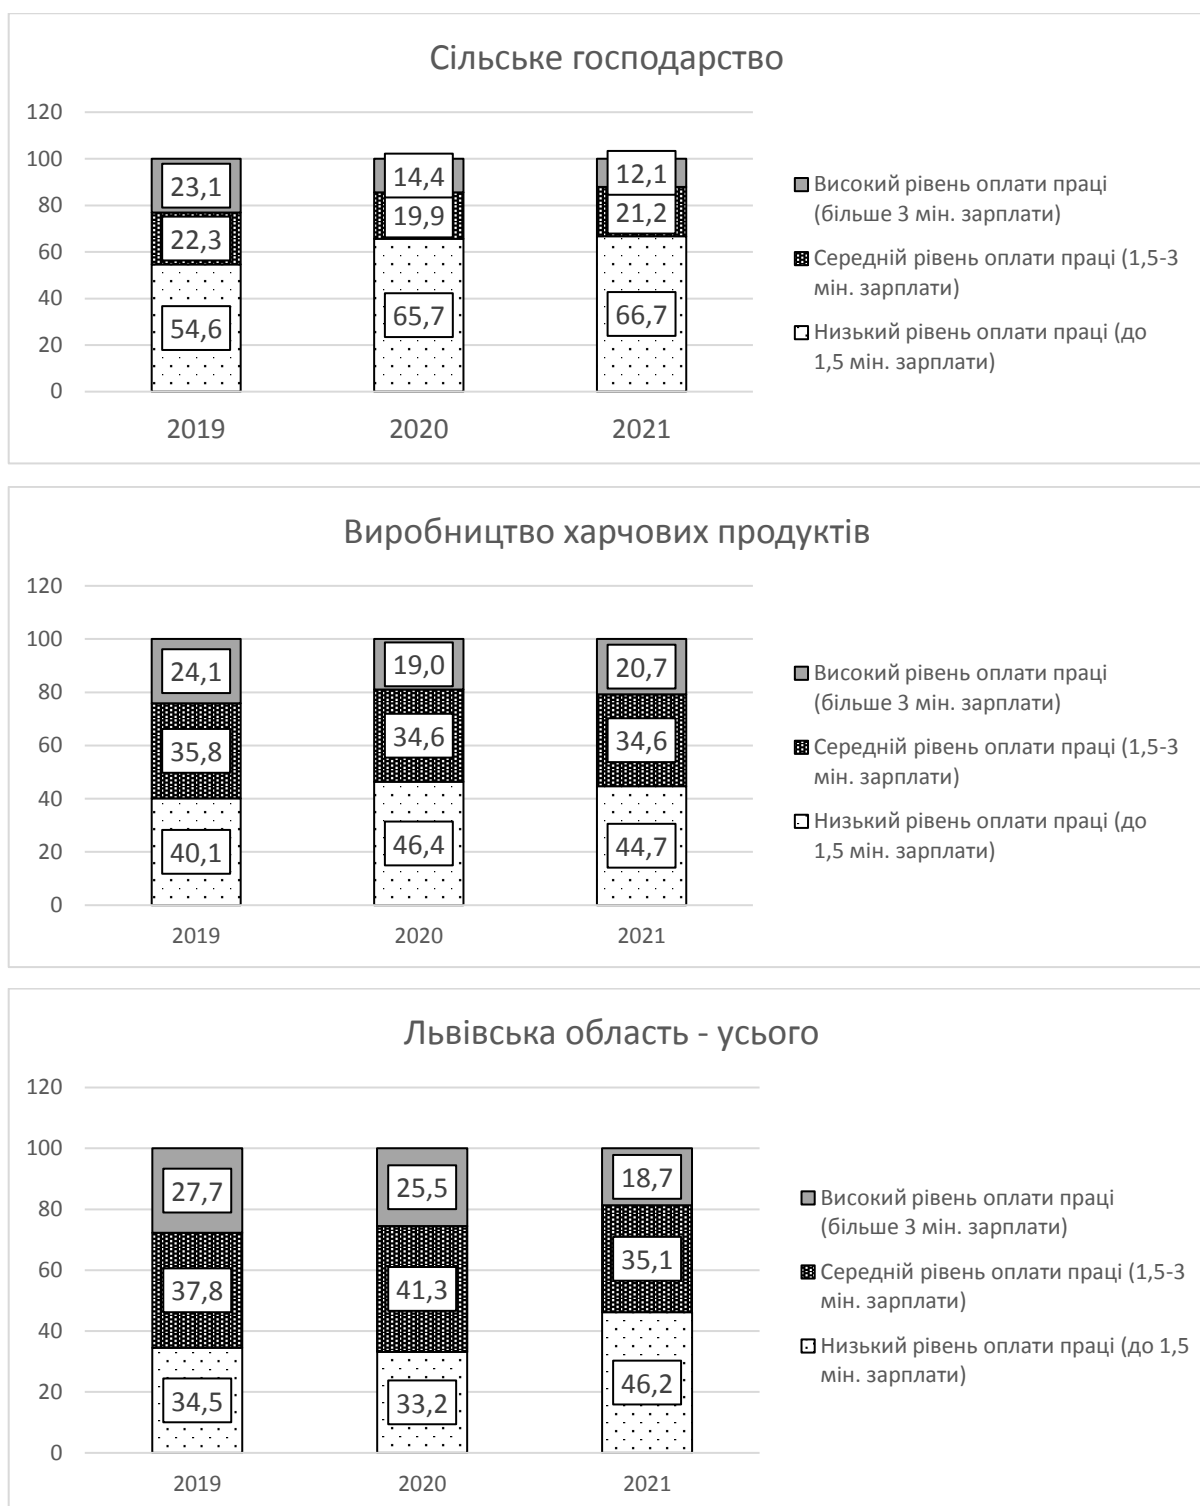 Сільське господарство
120
100
80
60
40
20
0
23,1
22,3
54,6
14,4
19,9
65,7
12,1
21,2
66,7
2019
2020
2021
Високий рівень оплати праці
(більше 3 мін. зарплати)
Середній рівень оплати праці (1,5-3
мін. зарплати)
Низький рівень оплати праці (до
1,5 мін. зарплати)
Виробництво харчових продуктів
120
100
80
60
40
20
0
24,1
35,8
40,1
19,0
34,6
46,4
20,7
34,6
44,7
2019
2020
2021
Високий рівень оплати праці
(більше 3 мін. зарплати)
Середній рівень оплати праці (1,5-3
мін. зарплати)
Низький рівень оплати праці (до
1,5 мін. зарплати)
Львівська область - усього
120
100
80
60
40
20
0
27,7
37,8
34,5
25,5
41,3
33,2
18,7
35,1
46,2
2019
2020
2021
Високий рівень оплати праці
(більше 3 мін. зарплати)
Середній рівень оплати праці (1,5-3
мін. зарплати)
Низький рівень оплати праці (до 1,5
мін. зарплати)